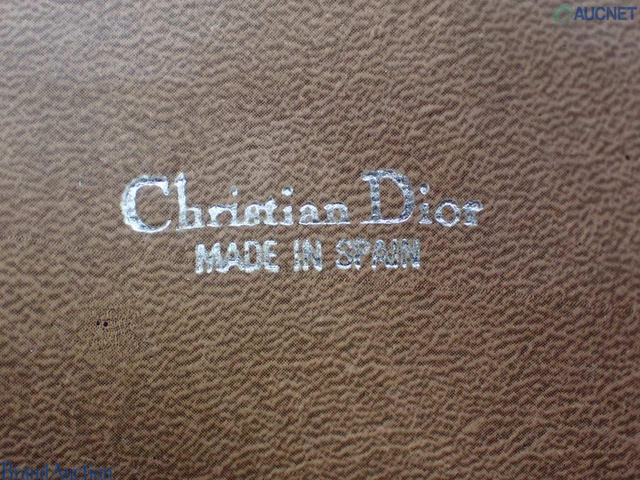 AUCNET
Christian Dior
MADE IN SPAIN
Brand Auction